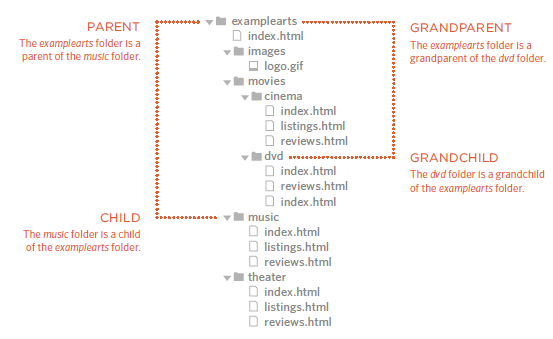 PARENT
The examplearts folder is a
parent of the music folder.
CHILD
The music folder is a child
of the examplearts folder.
examplearts
index.html
images
logo.gif
movies
cinema
index.html
listings.html
reviews.html
dvd
index.html
reviews.html
index.html
music
index.html
listings.html
reviews.html
theater
index.html
listings.html
reviews.html
GRANDPARENT
The examplearts folder is a
grandparent of the dvd folder.
GRANDCHILD
The dvd folder is a grandchild
of the examplearts folder.